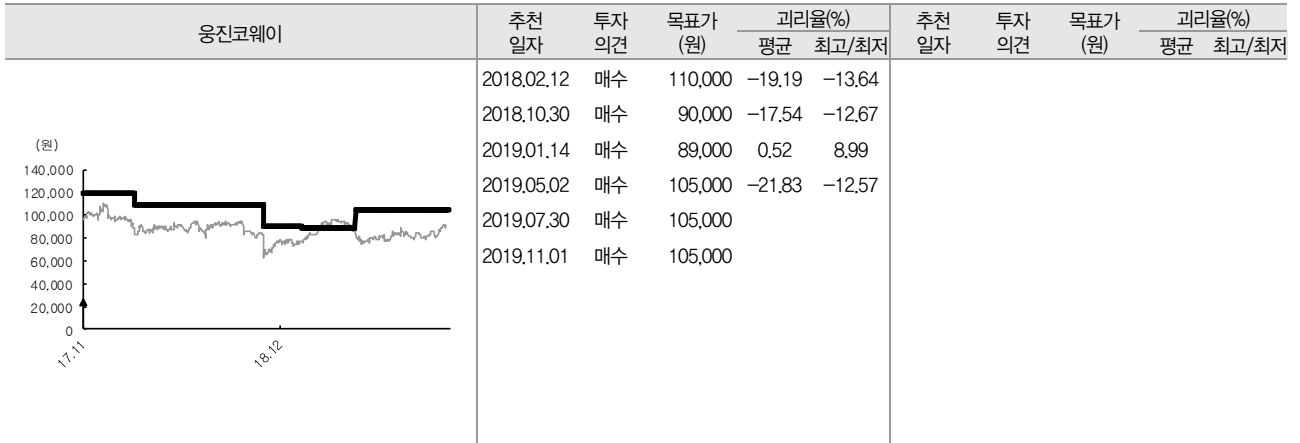 웅진코웨이
추천 일자 투자 의견 목표가 (원) 괴리율(%) 평균 최고/최저 추천 일자 투자 의견 목표가 (원) 괴리율(%) 평균 최고/최저
2018.02.12 매수 110,000 -19.19 -13.64
2018.10.30 매수 90,000 -17.54 -12.67
2019.01.14 매수 89,000 0.52 8.99
2019.05.02 매수 105,000 -21.83 -12.57
2019.07.30 매수 105,000
2019.11.01 매수 105,000
(원)
140,000
120,000
100,000
80,000
60,000
40,000
20,000
0
17.11 18.12